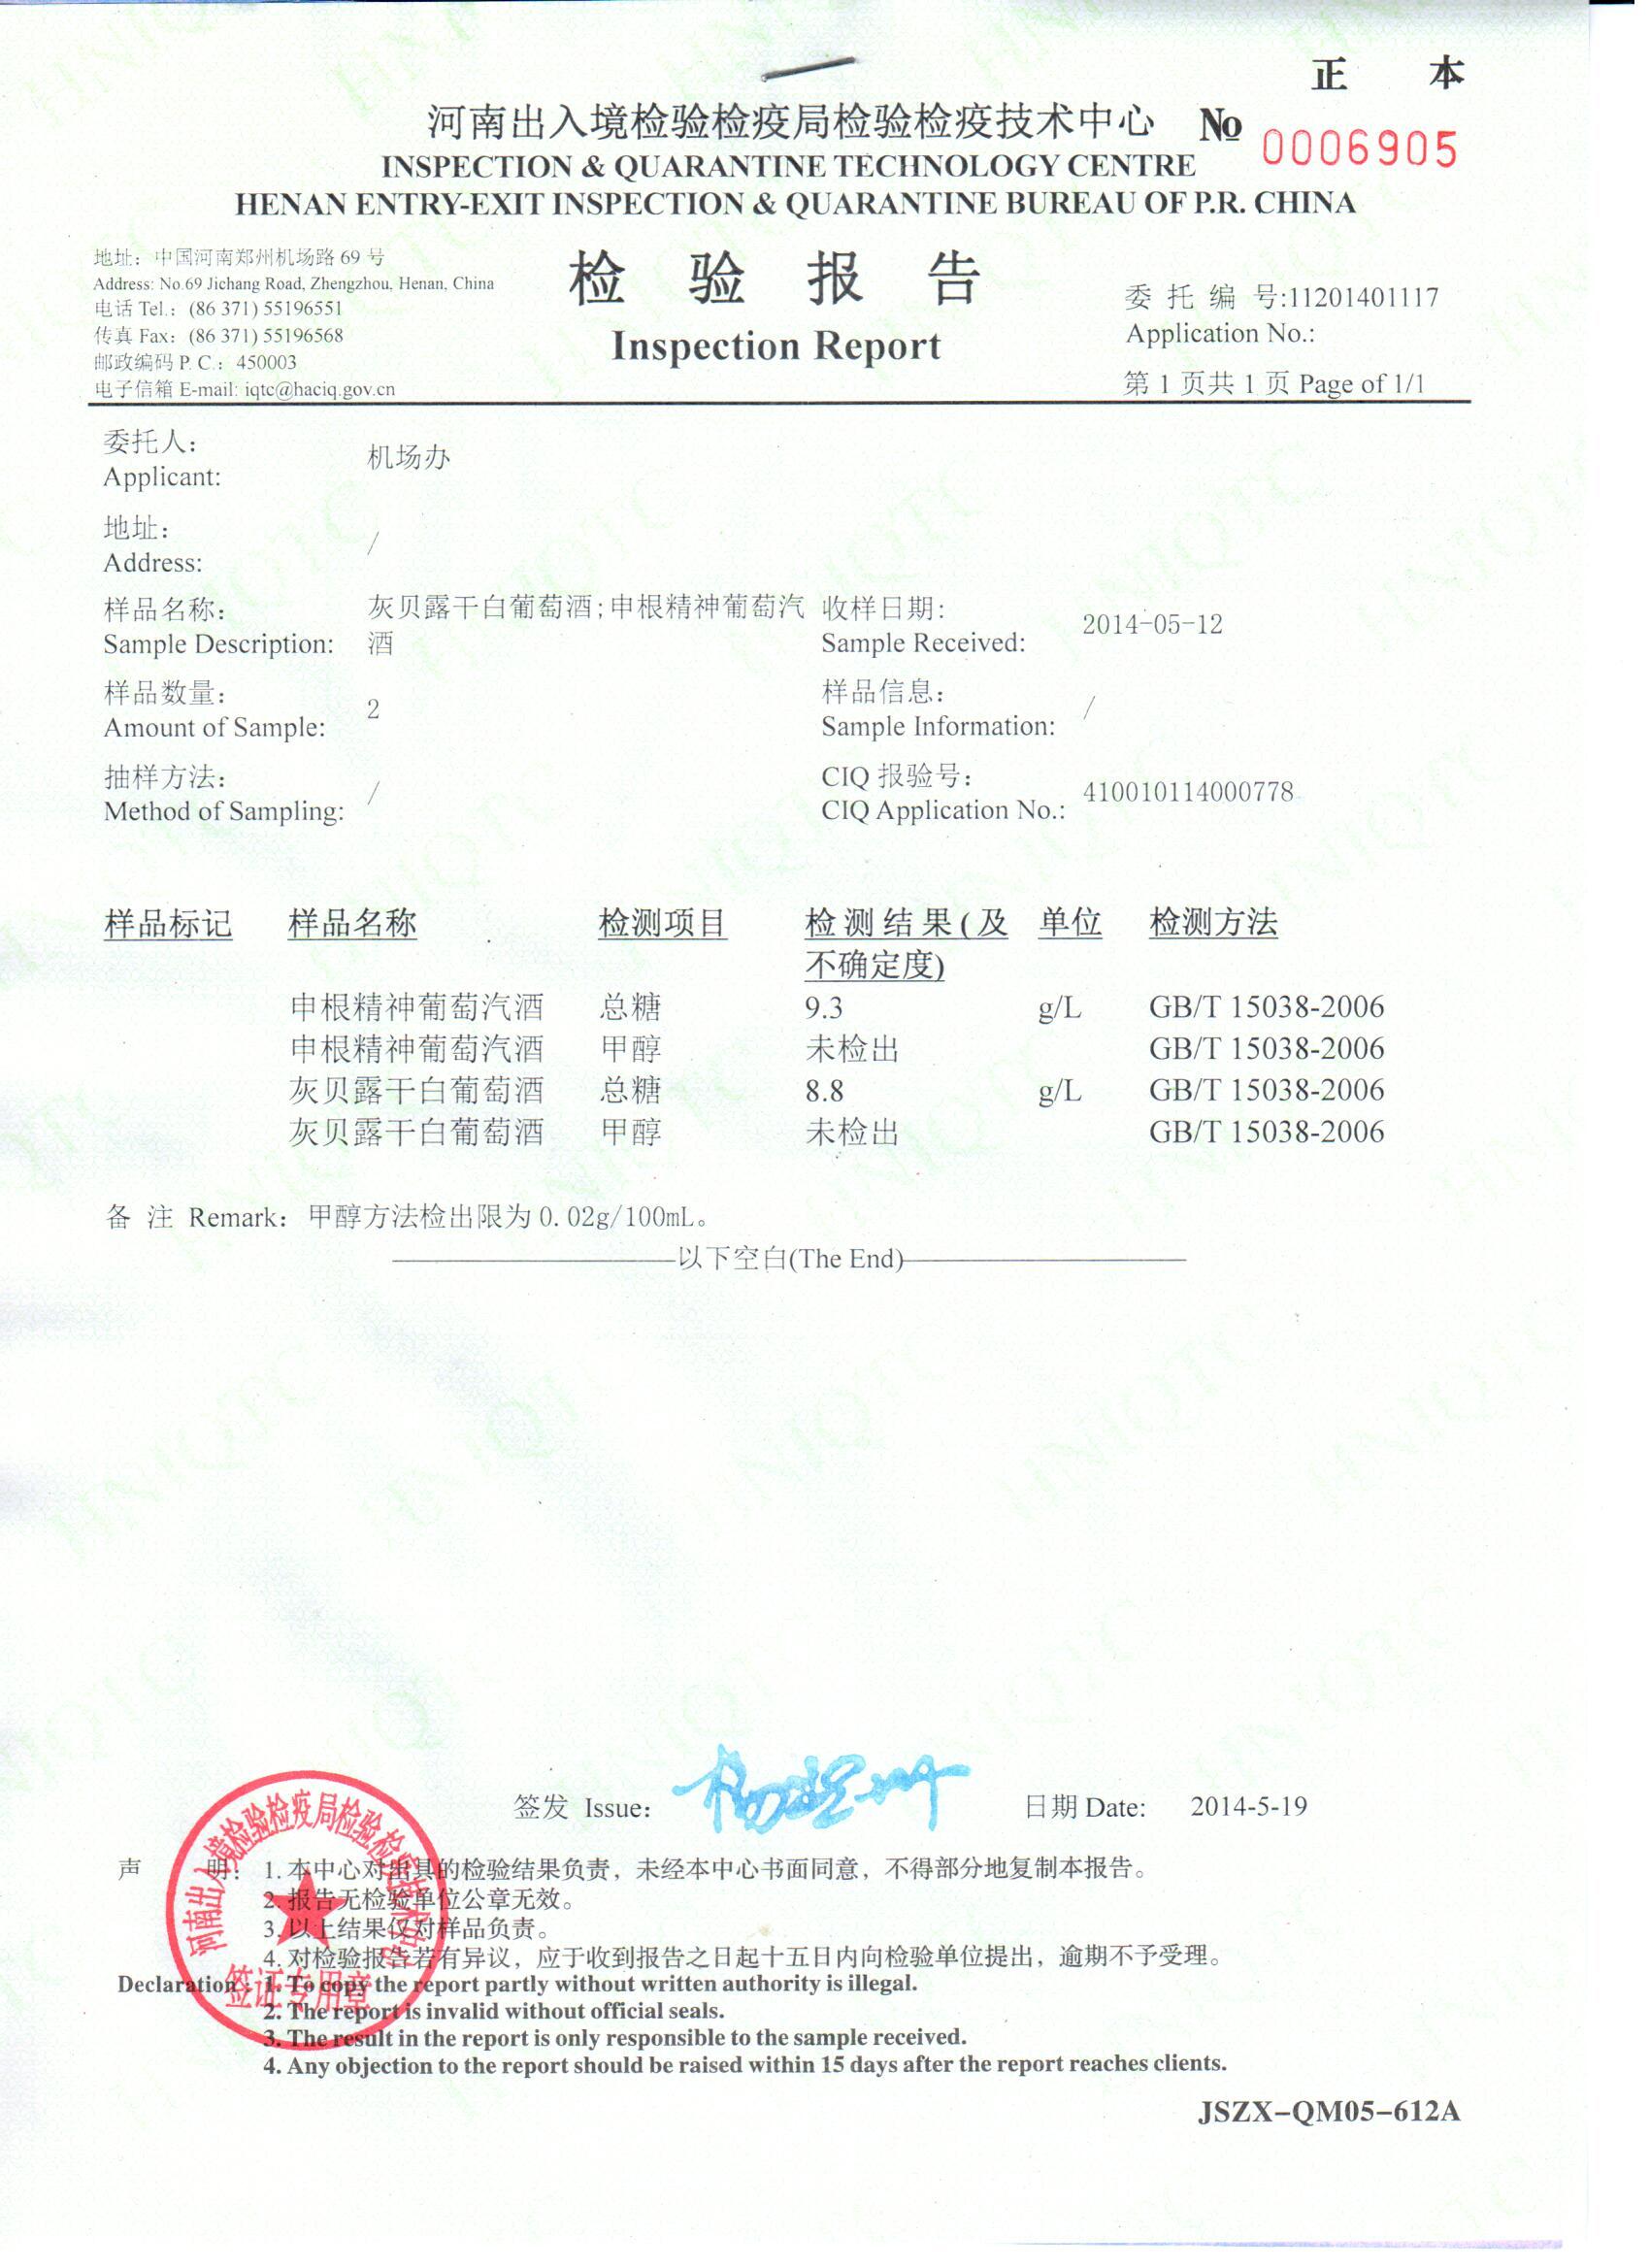 正 本
河南出入境检验检疫局检验检疫技术中心 № 0006905
INSPECTION & QUARANTINE TECHNOLOGY CENTRE
HENAN ENTRY-EXIT INSPECTION & QUARANTINE BUREAU OF P.R. CHINA
地址：中国河南郑州机场路 69 号
Address: No.69 Jichang Road, Zhengzhou, Henan, China
电话 Tel.：(86 371) 55196551
传真 Fax：(86 371) 55196568
邮政编码 P. C.：450003
电子信箱 E-mail: iqtc@haciq.gov.cn
检 验 报 告
Inspection Report
委 托 编 号:11201401117
Application No.:
第 1 页共 1 页 Page of 1/1
委托人：
Applicant:
机场办
地址：
Address:
/
样品名称：
Sample Description:
灰贝露干白葡萄酒;申根精神葡萄汽
酒
收样日期:
Sample Received:
2014-05-12
样品数量：
Amount of Sample:
2
样品信息：
Sample Information:
/
抽样方法：
Method of Sampling:
/
CIQ 报验号：
CIQ Application No.:
410010114000778
样品标记 样品名称 检测项目 检测结果(及 单位 检测方法
不确定度)
申根精神葡萄汽酒 总糖 9.3 g/L GB/T 15038-2006
申根精神葡萄汽酒 甲醇 未检出 GB/T 15038-2006
灰贝露干白葡萄酒 总糖 8.8 g/L GB/T 15038-2006
灰贝露干白葡萄酒 甲醇 未检出 GB/T 15038-2006
备 注 Remark：甲醇方法检出限为 0.02g/100mL。
以下空白(The End)
签发 Issue：
日期 Date: 2014-5-19
声 明：1. 本中心对出具的检验结果负责，未经本中心书面同意，不得部分地复制本报告。
2. 报告无检验单位公章无效。
3. 以上结果仅对样品负责。
4. 对检验报告若有异议，应于收到报告之日起十五日内向检验单位提出，逾期不予受理。
Declaration：1. To copy the report partly without written authority is illegal.
2. The report is invalid without official seals.
3. The result in the report is only responsible to the sample received.
4. Any objection to the report should be raised within 15 days after the report reaches clients.
河南出入境检验检疫局检验检疫技术中心
签证专用章
JSZX-QM05-612A